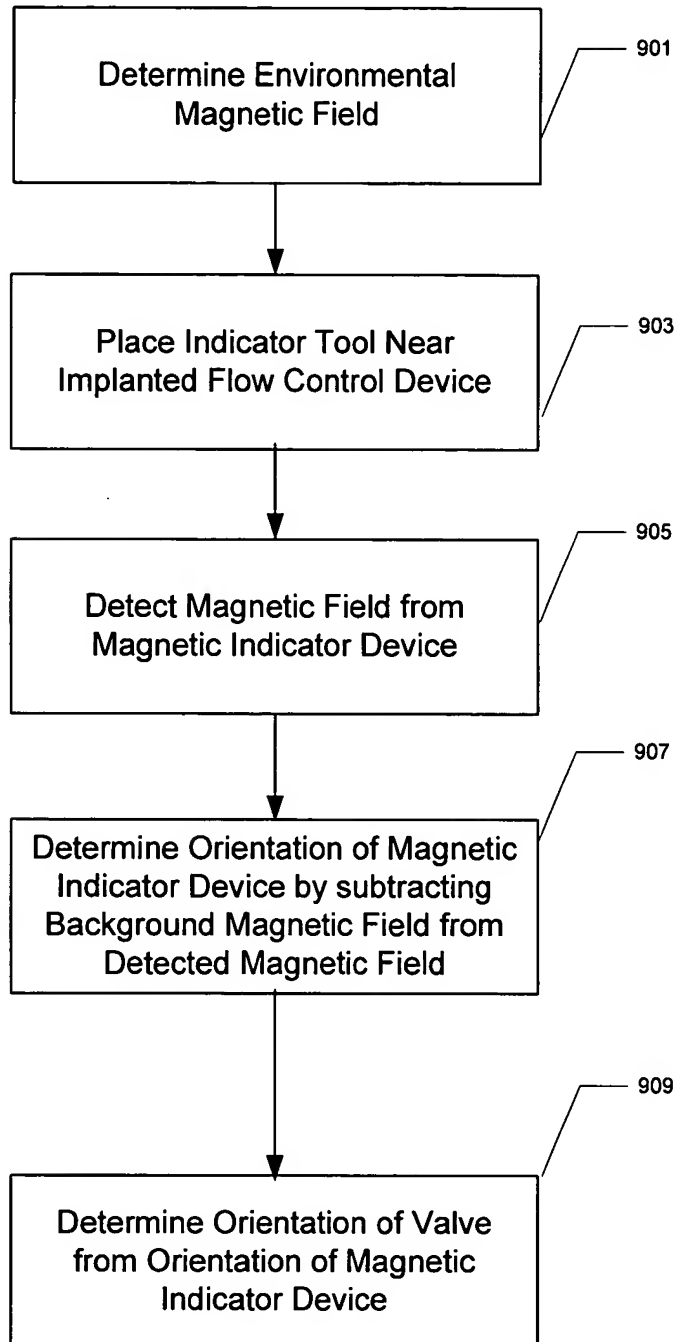 Determine Environmental
Magnetic Field
901
Place Indicator Tool Near
Implanted Flow Control Device
903
Detect Magnetic Field from
Magnetic Indicator Device
905
Determine Orientation of Magnetic
Indicator Device by subtracting
Background Magnetic Field from
Detected Magnetic Field
907
Determine Orientation of Valve
from Orientation of Magnetic
Indicator Device
909